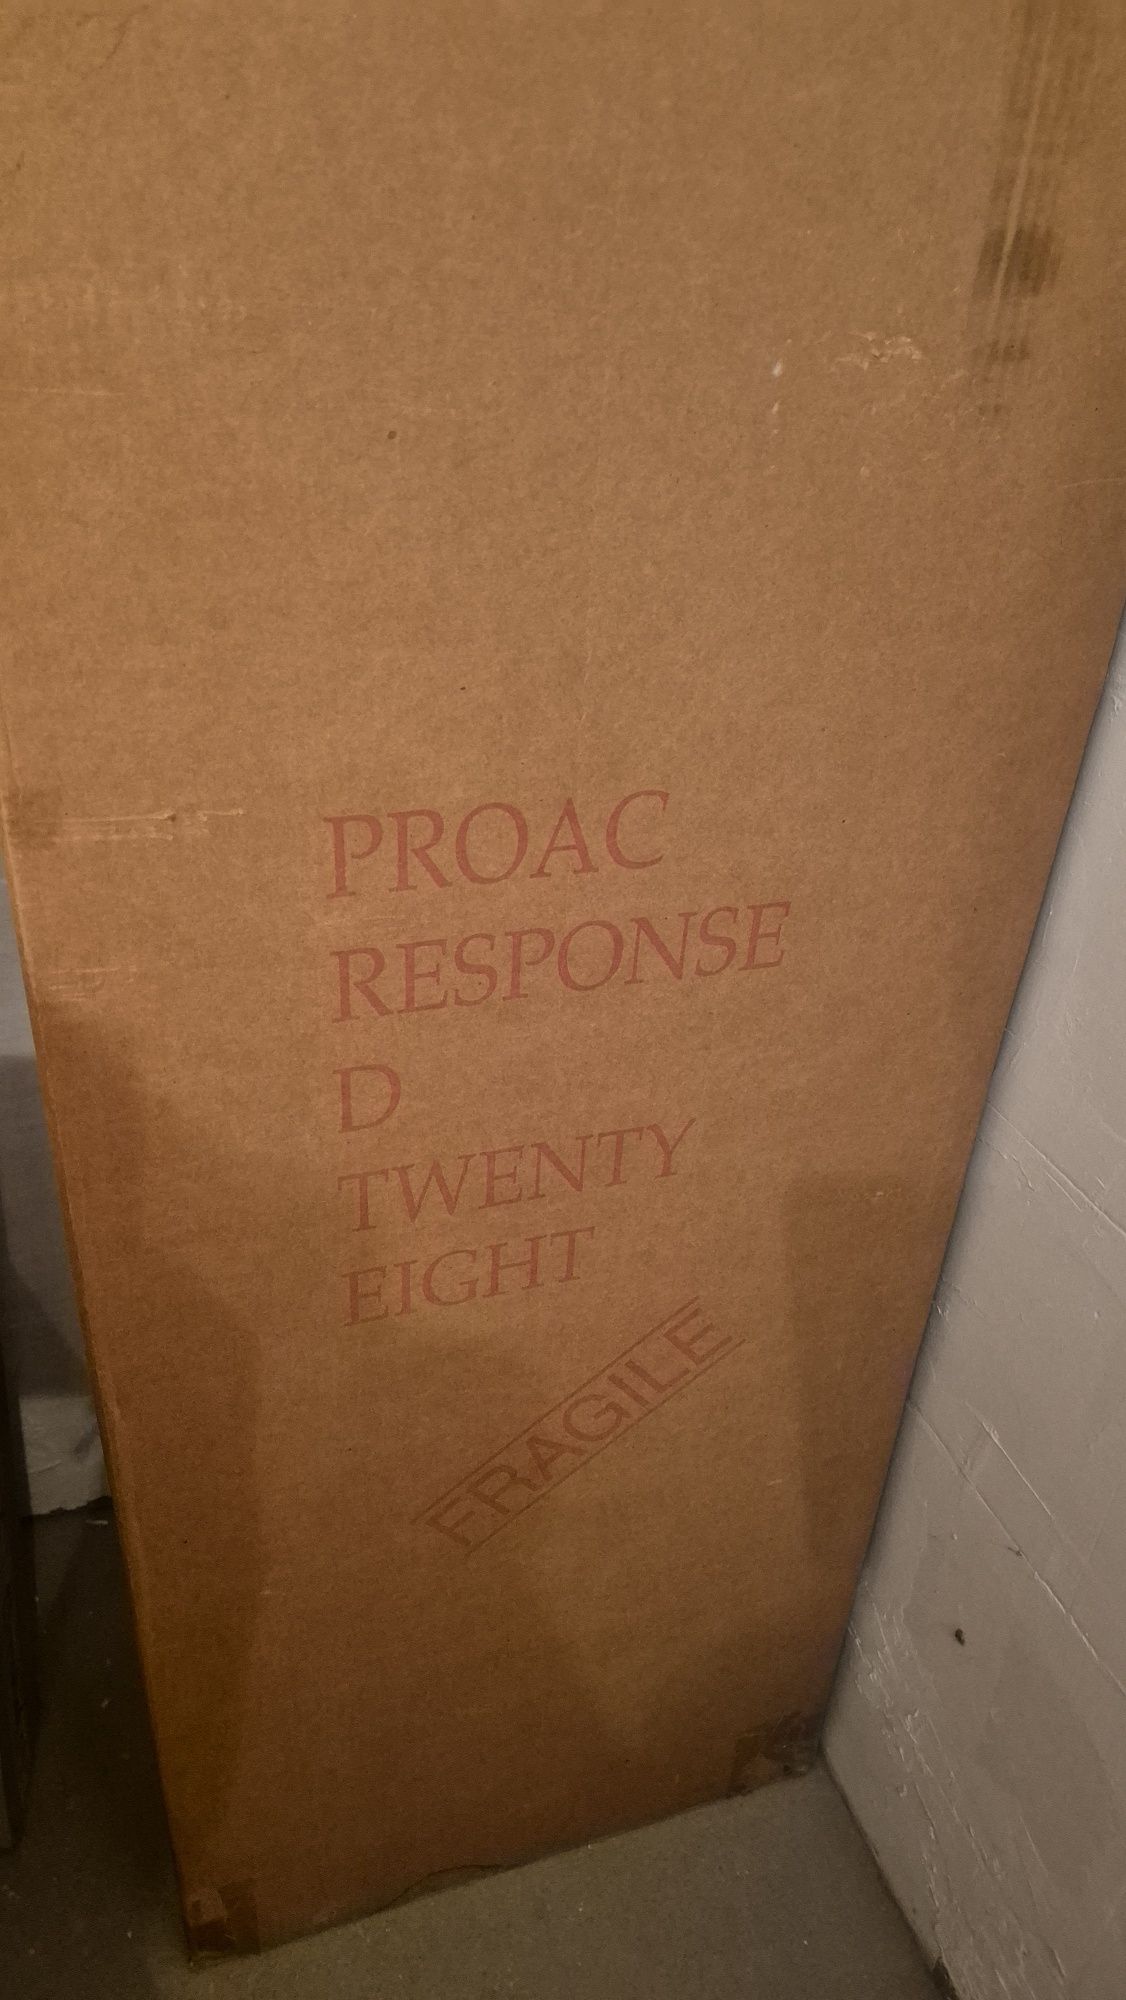 PROAC
RESPONSE
D
TWENTY
EIGHT
FRAGILE